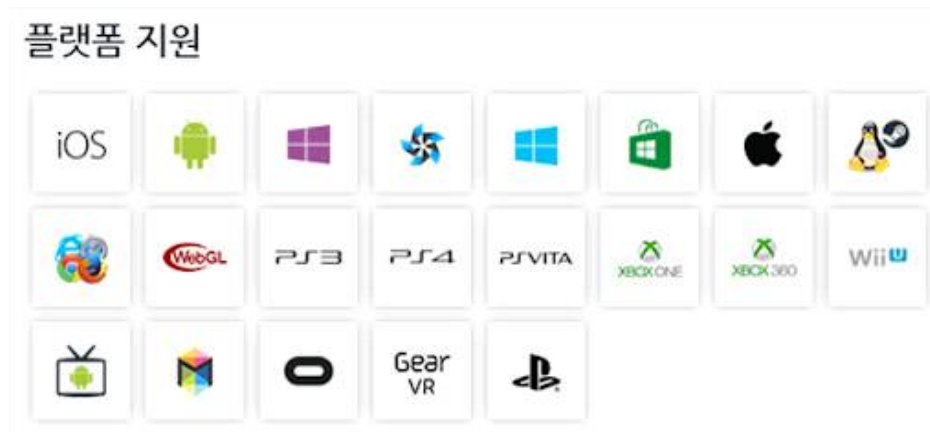 플랫폼 지원
iOS
WebGL PS3 PS4 PSVITA XBOX ONE XBOX 360 Wii U
Gear VR